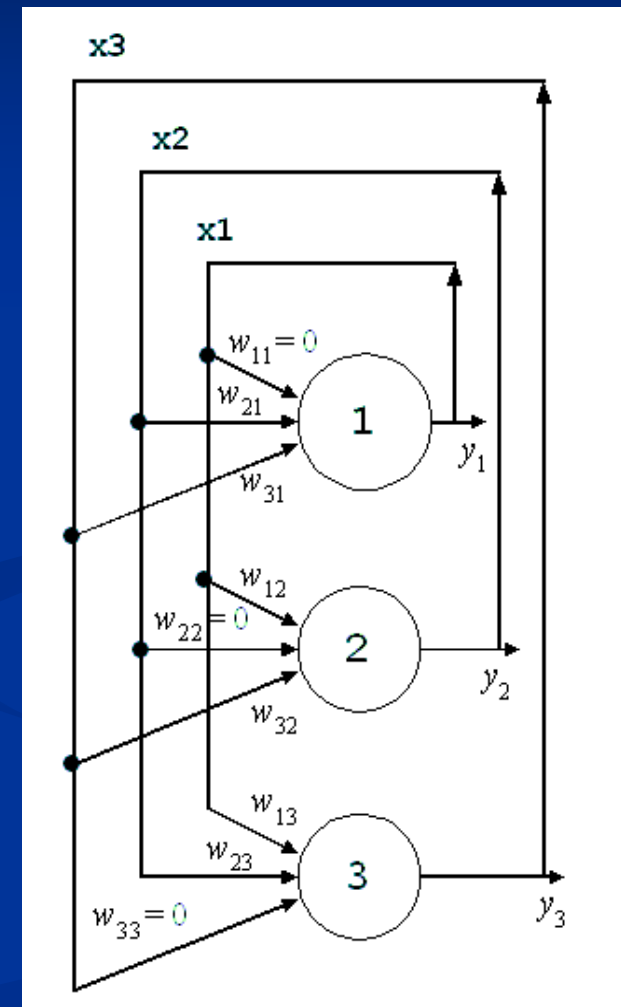 x3
x2
x1
w₁₁ = 0
w₂₁
1
y₁
w₃₁
w₁₂
w₂₂ = 0
2
y₂
w₃₂
w₁₃
w₂₃
3
w₃₃ = 0
y₃